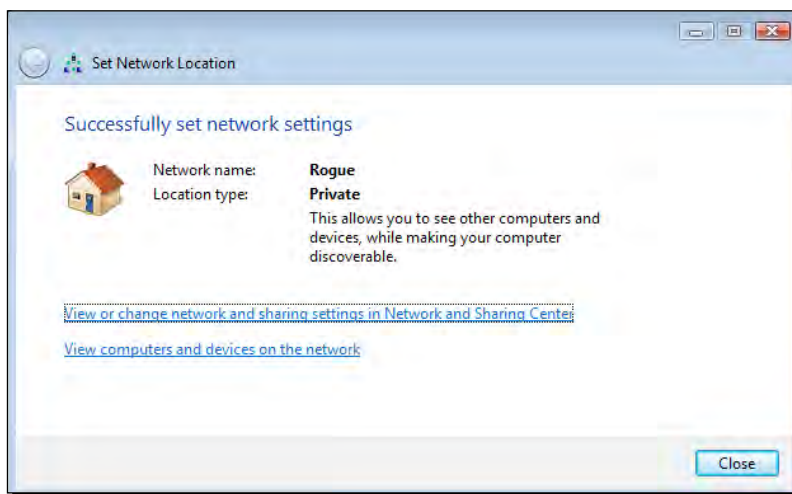 Set Network Location
Successfully set network settings
Network name: Rogue
Location type: Private
This allows you to see other computers and
devices, while making your computer
discoverable.
View or change network and sharing settings in Network and Sharing Center
View computers and devices on the network
Close